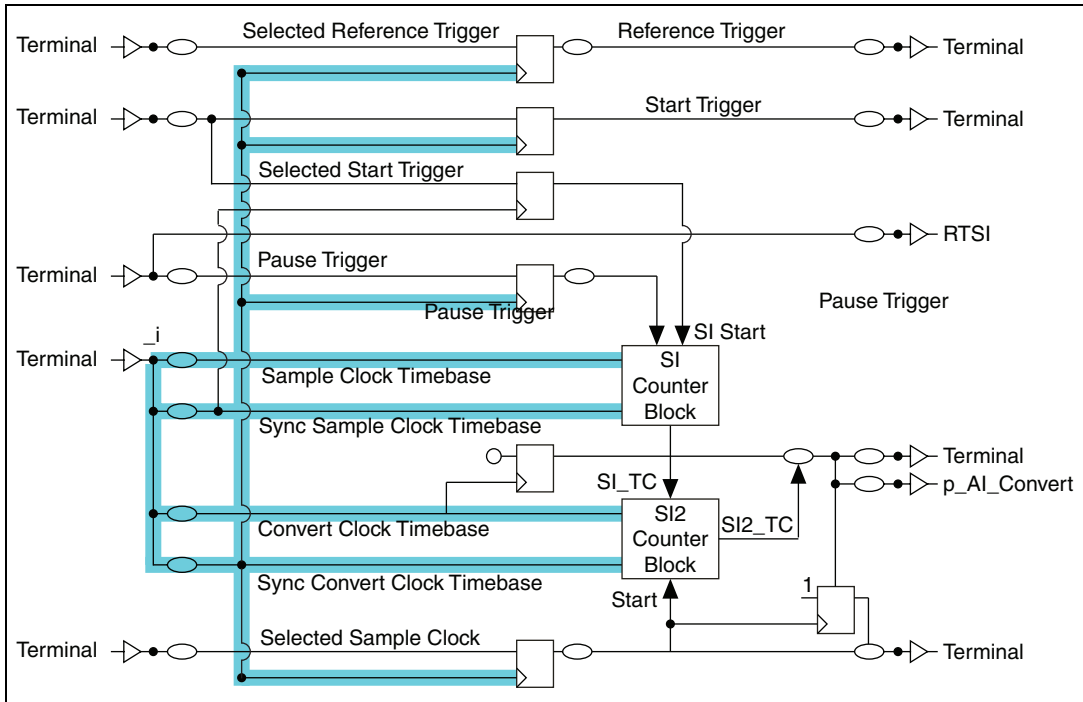 Terminal
Selected Reference Trigger
Reference Trigger
Terminal
Terminal
Start Trigger
Terminal
Selected Start Trigger
RTSI
Terminal
Pause Trigger
Pause Trigger
Pause Trigger
_i
SI Start
Terminal
Sample Clock Timebase
SI
Counter
Block
Sync Sample Clock Timebase
Terminal
SI_TC
p_AI_Convert
Convert Clock Timebase
SI2
Counter
Block
SI2_TC
Sync Convert Clock Timebase
Start
1
Selected Sample Clock
Terminal
Terminal